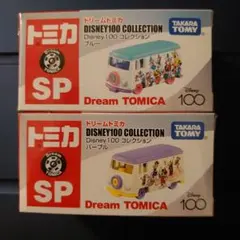 トミカ
ドリームトミカ
DISNEY100 COLLECTION
Disney100 コレクション
ブルー
TAKARA
TOMY
SP
Dream TOMICA
Disney
100
トミカ
ドリームトミカ
DISNEY100 COLLECTION
Disney100 コレクション
パープル
TAKARA
TOMY
SP
Dream TOMICA
Disney
100